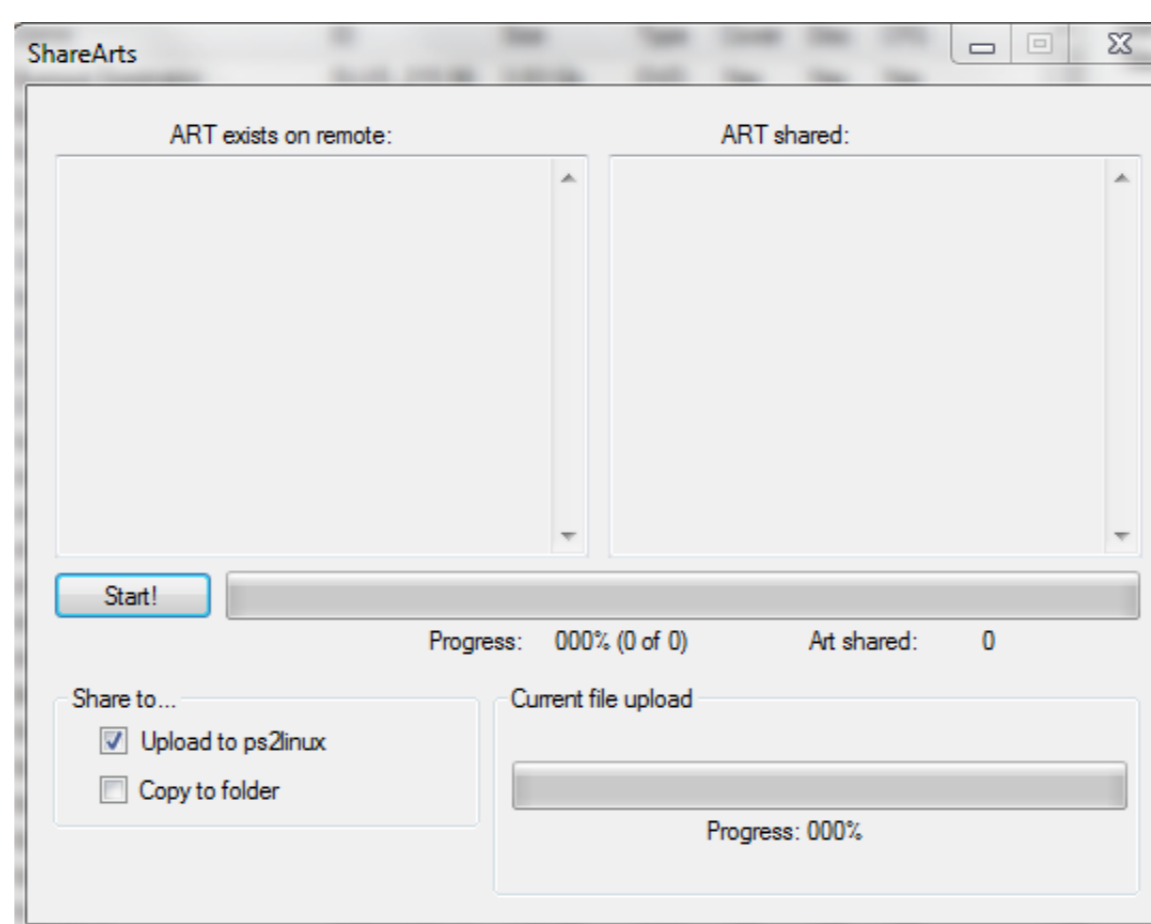 ShareArts
ART exists on remote: ART shared:
Start!
Progress: 000% (0 of 0) Art shared: 0
Share to... Current file upload
Upload to ps2linux
Copy to folder
Progress: 000%